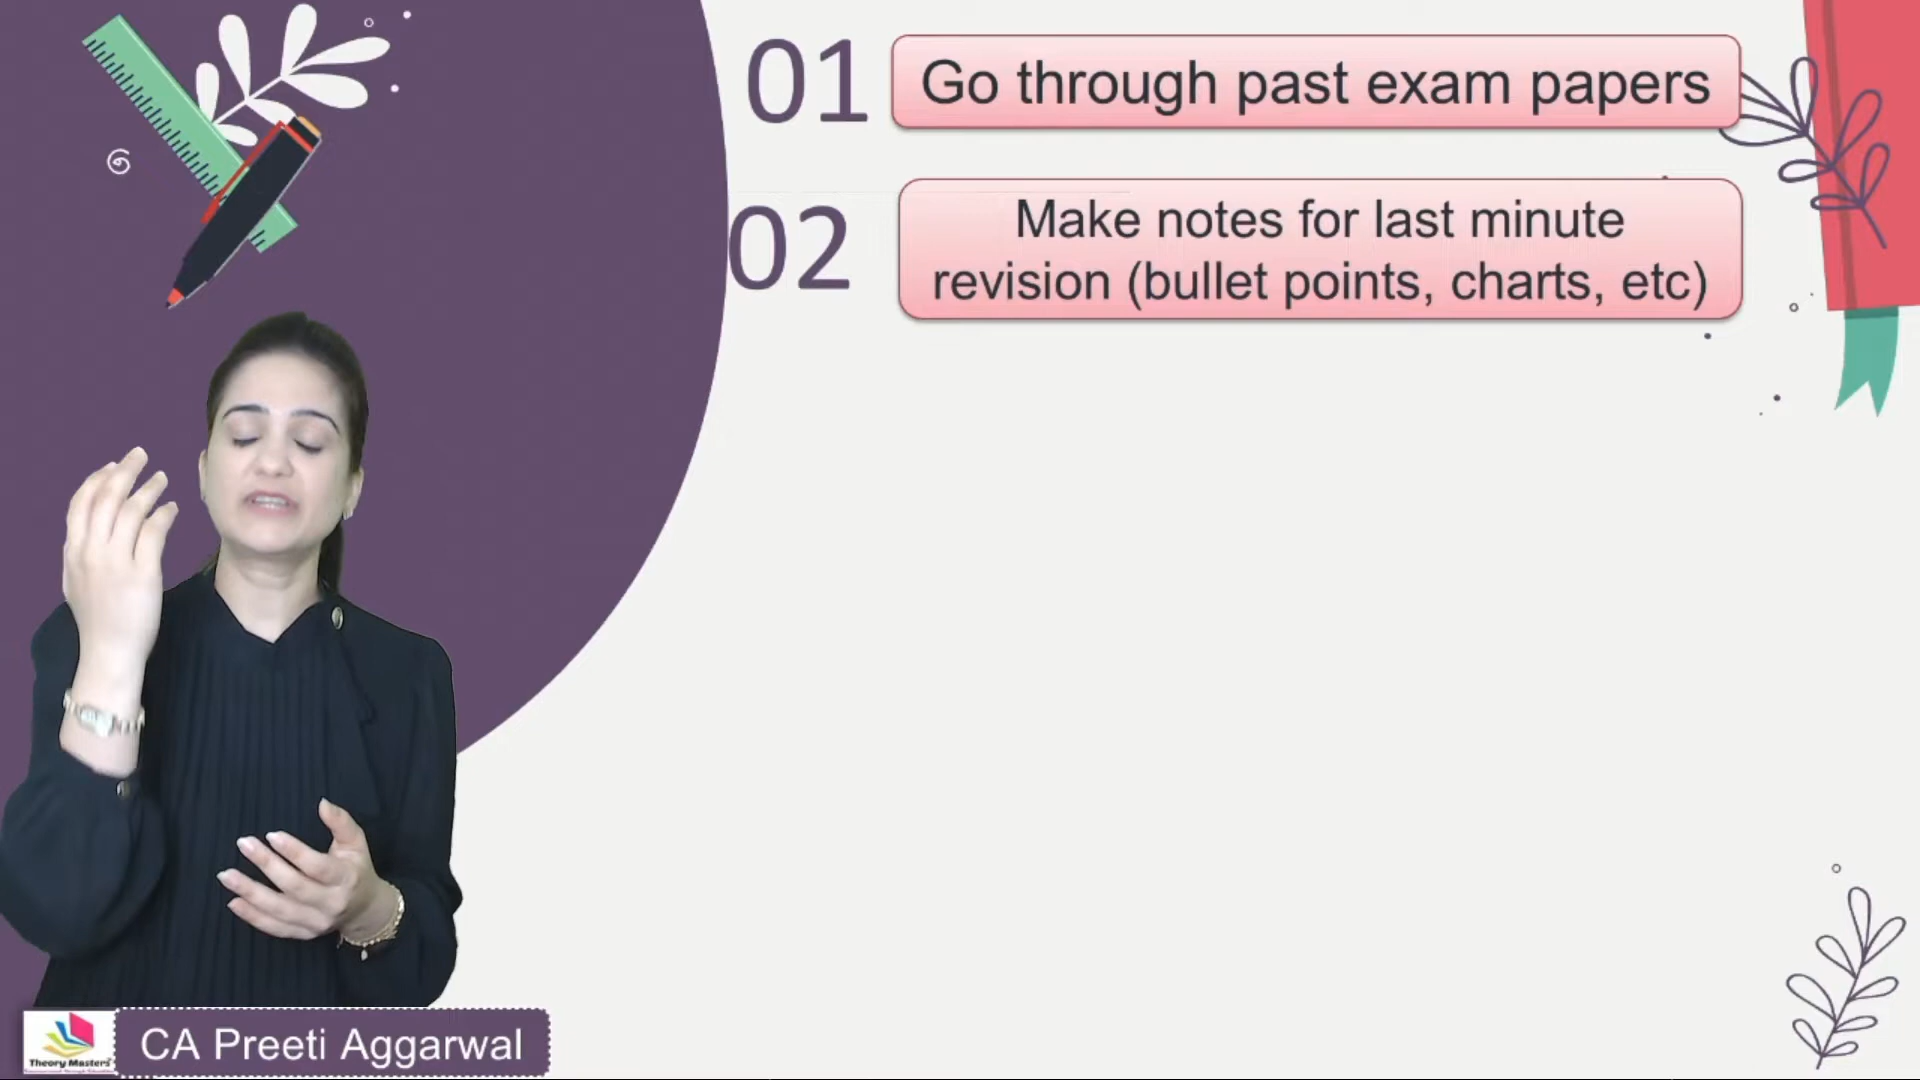 01
Go through past exam papers
02
Make notes for last minute
revision (bullet points, charts, etc)
Theory Masters
CA Preeti Aggarwal